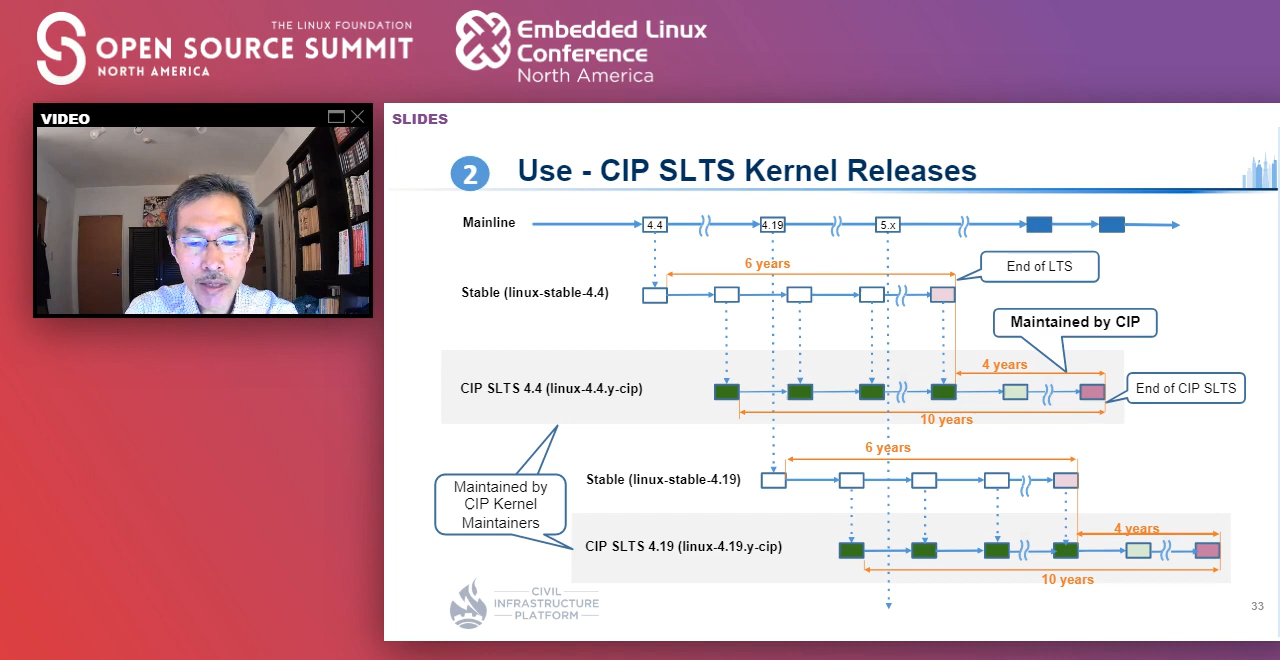 THE LINUX FOUNDATION
OPEN SOURCE SUMMIT
NORTH AMERICA
Embedded Linux
Conference
North America
VIDEO
SLIDES
2
Use - CIP SLTS Kernel Releases
Mainline
4.4
4.19
5.x
6 years
End of LTS
Stable (linux-stable-4.4)
Maintained by CIP
4 years
CIP SLTS 4.4 (linux-4.4.y-cip)
End of CIP SLTS
10 years
6 years
Stable (linux-stable-4.19)
Maintained by
CIP Kernel
Maintainers
4 years
CIP SLTS 4.19 (linux-4.19.y-cip)
10 years
CIVIL
INFRASTRUCTURE
PLATFORM
33